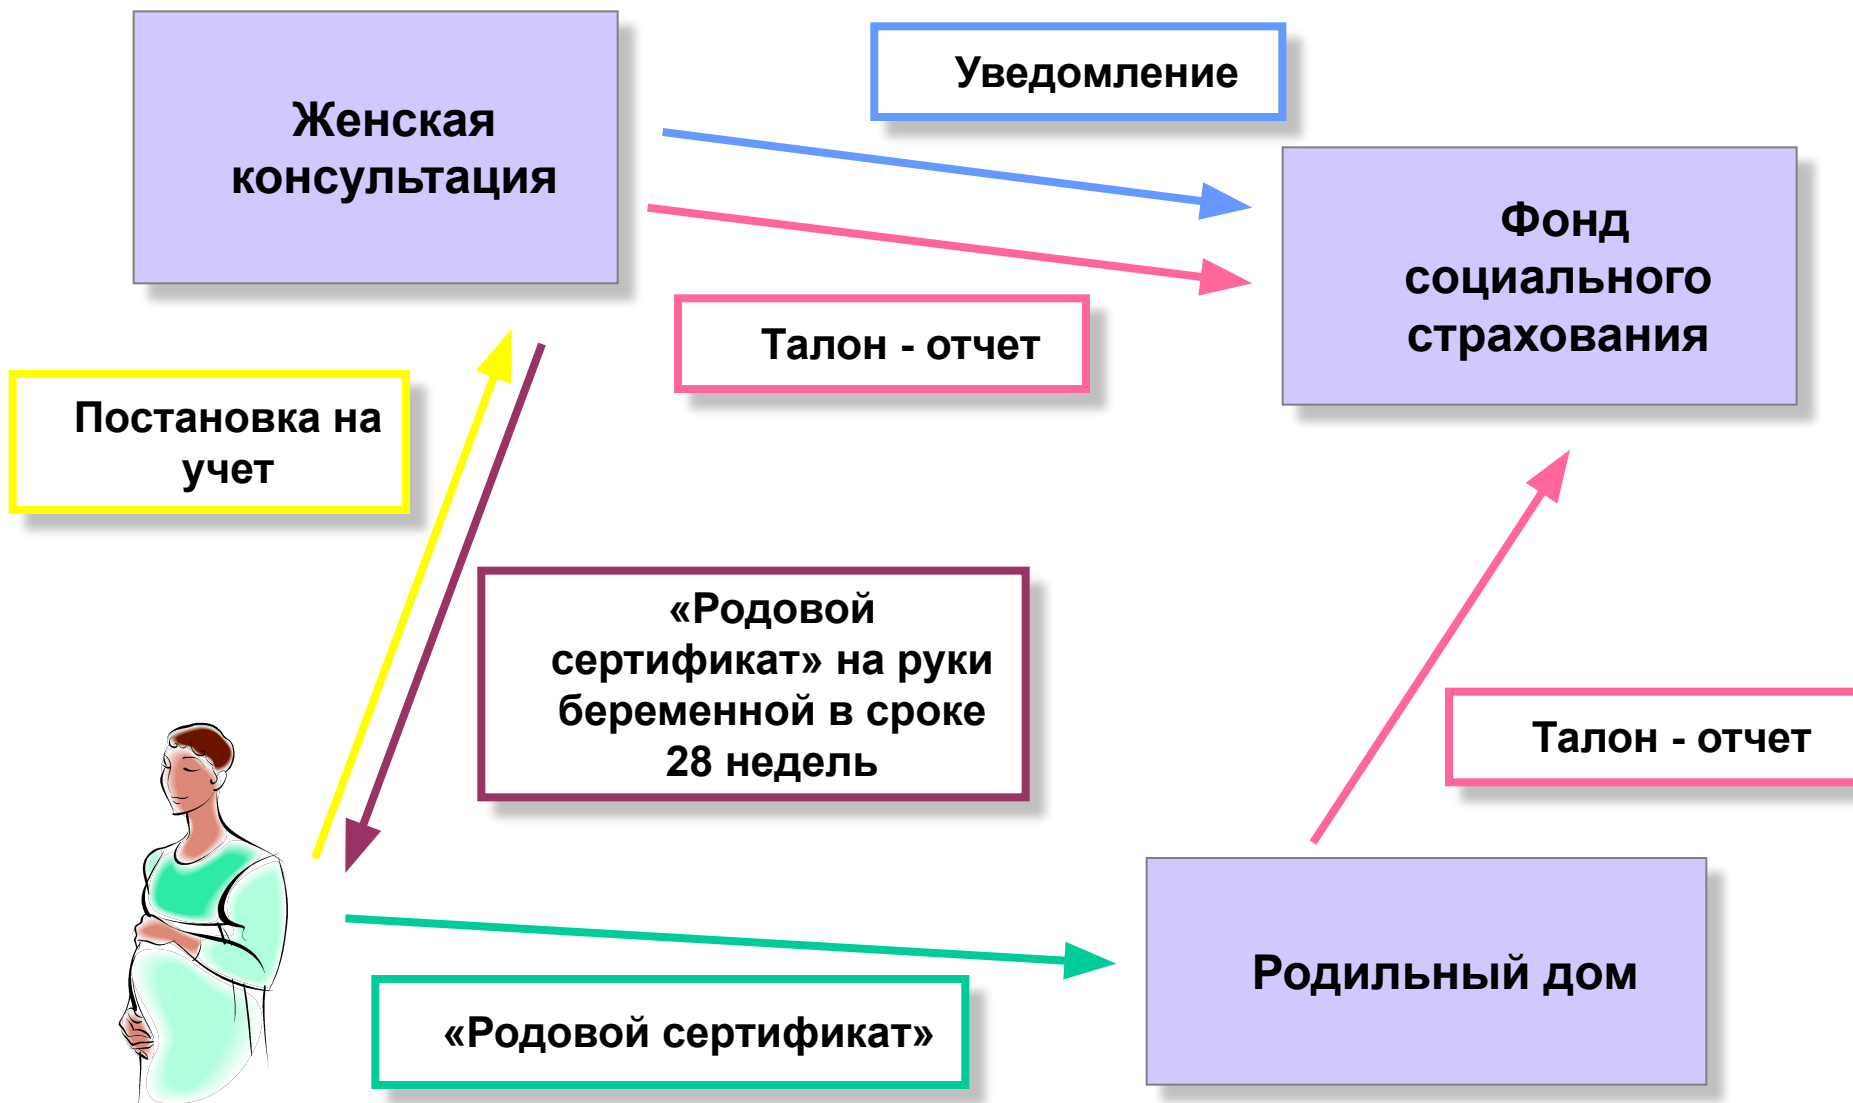 Женская
консультация
Уведомление
Фонд
социального
страхования
Талон - отчет
Постановка на
учет
«Родовой
сертификат» на руки
беременной в сроке
28 недель
Талон - отчет
Родильный дом
«Родовой сертификат»